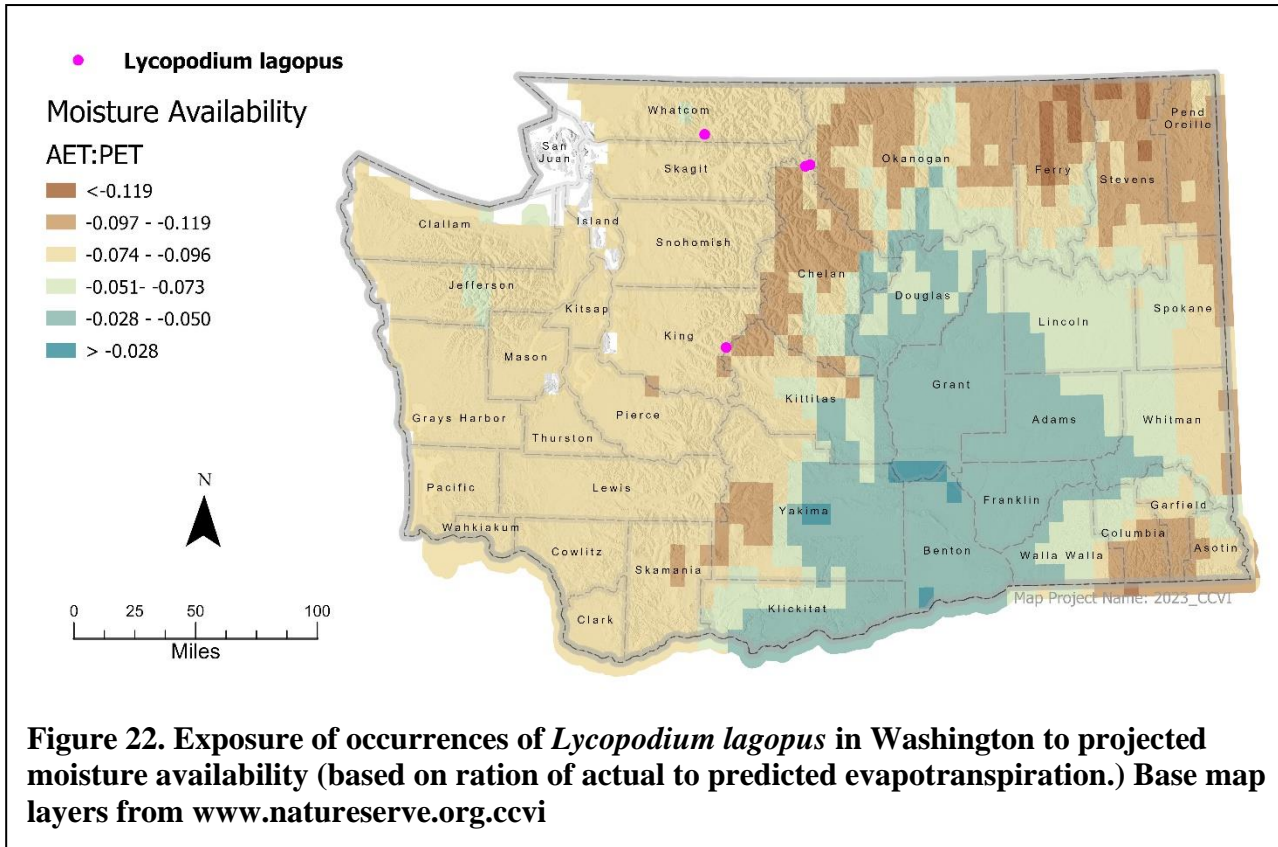 Lycopodium lagopus
Moisture Availability
AET:PET
<-0.119
-0.097 - -0.119
-0.074 - -0.096
-0.051- -0.073
-0.028 - -0.050
> -0.028
N
0 25 50 100
Miles
Whatcom
San Juan
Skagit
Island
Clallam
Snohomish
Jefferson
Kitsap
King
Mason
Grays Harbor
Thurston
Pierce
Pacific
Lewis
Wahkiakum
Cowlitz
Skamania
Clark
Okanogan
Ferry
Stevens
Pend Oreille
Chelan
Douglas
Lincoln
Spokane
Kittitas
Grant
Adams
Whitman
Yakima
Franklin
Benton
Walla Walla
Columbia
Garfield
Asotin
Klickitat
Map Project Name: 2023_CCVI
Figure 22. Exposure of occurrences of Lycopodium lagopus in Washington to projected
moisture availability (based on ration of actual to predicted evapotranspiration.) Base map
layers from www.natureserve.org.ccvi